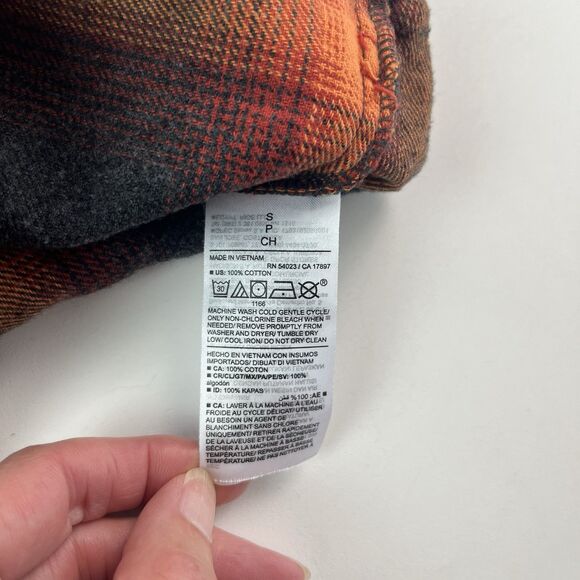 S
P
CH
MADE IN VIETNAM
RN 54023 / CA 17897
■ US: 100% COTTON
30
®
1166
MACHINE WASH COLD GENTLE CYCLE/
ONLY NON-CHLORINE BLEACH WHEN
NEEDED/ REMOVE PROMPTLY FROM
WASHER AND DRYER/ TUMBLE DRY
LOW/ COOL IRON/ DO NOT DRY CLEAN
HECHO EN VIETNAM CON INSUMOS
IMPORTADOS/ DIBUAT DI VIETNAM
■ CA: 100% COTON
■ CR/CL/GT/MX/PA/PE/SV: 100%
algodón
■ ID: 100% KAPAS
■ AE: 100% قطن
■ CA: LAVER À LA MACHINE À L'EAU
FROIDE AU CYCLE DÉLICAT/ UTILISER
AU BESOIN UN AGENT DE
BLANCHIMENT SANS CHLORE
UNIQUEMENT/ RETIRER RAPIDEMENT
DE LA LAVEUSE ET DE LA SÉCHEUSE/
SÉCHER À LA MACHINE À BASSE
TEMPÉRATURE/ REPASSER À BASSE
TEMPÉRATURE/ NE PAS NETTOYER À